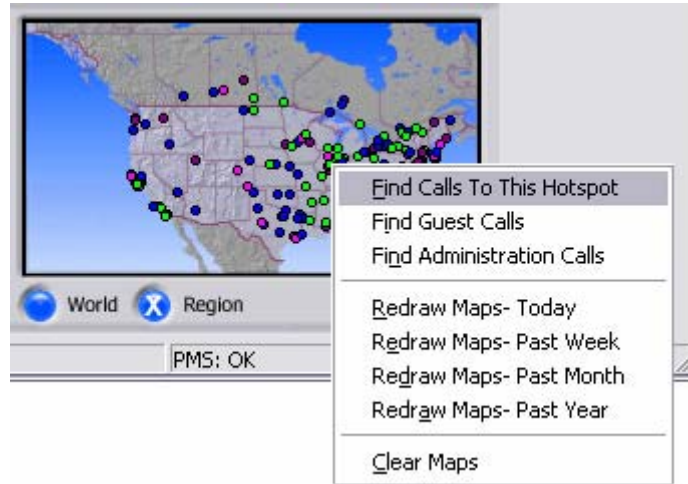 Find Calls To This Hotspot
Find Guest Calls
Find Administration Calls
Redraw Maps- Today
Redraw Maps- Past Week
Redraw Maps- Past Month
Redraw Maps- Past Year
Clear Maps
World X Region
PMS: OK